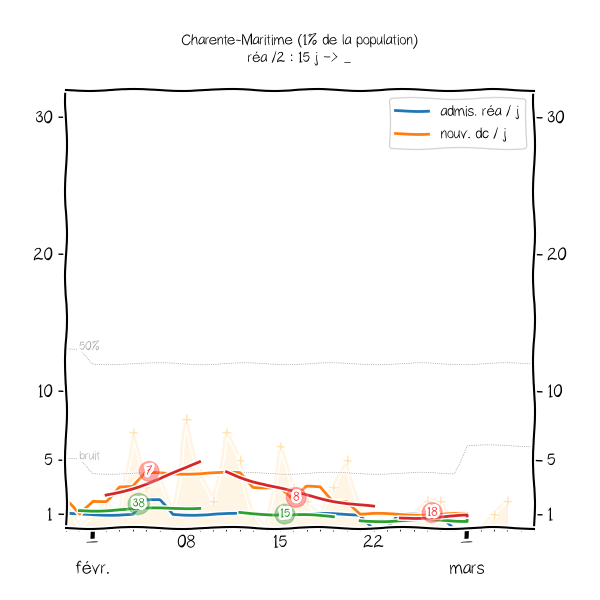 Charente-Maritime (1% de la population)
réa /2 : 15 j -> _
admis. réa / j
nouv. dc / j
30
30
20
20
50%
10
10
bruit
5
5
7
8
38
15
18
1
1
08
15
22
févr.
mars